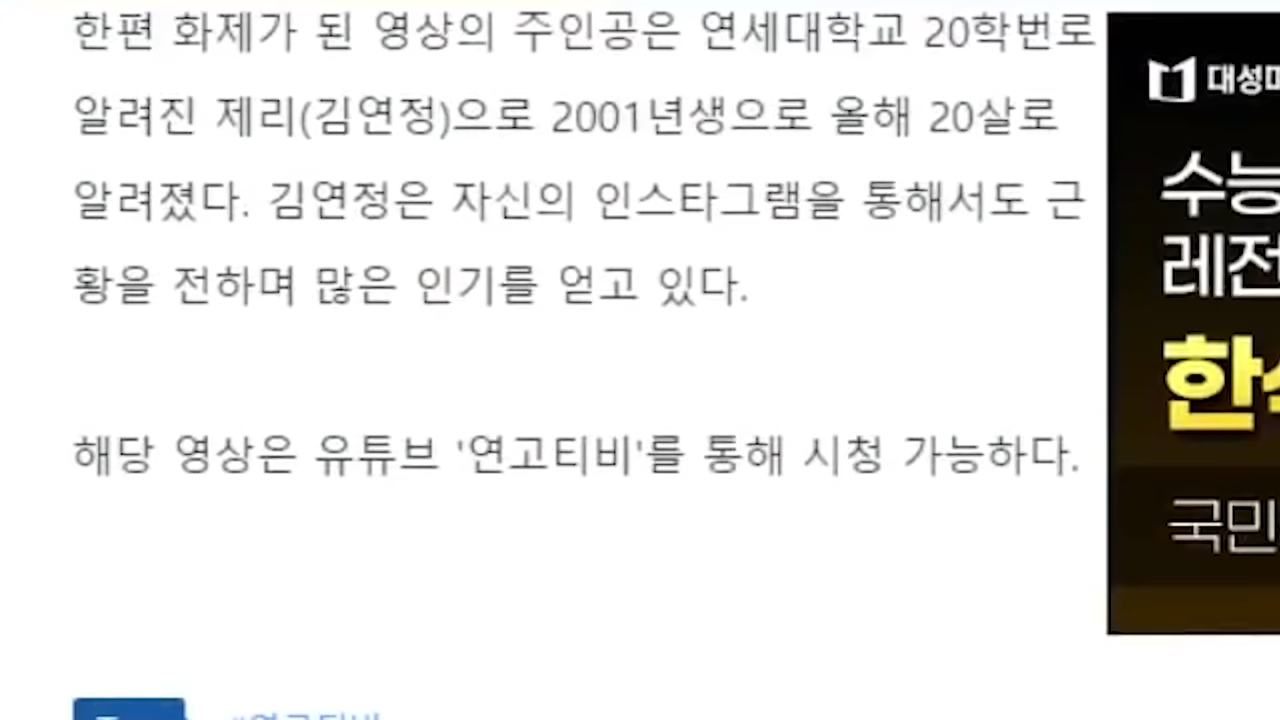 한편 화제가 된 영상의 주인공은 연세대학교 20학번로
알려진 제리(김연정)으로 2001년생으로 올해 20살로
알려졌다. 김연정은 자신의 인스타그램을 통해서도 근
황을 전하며 많은 인기를 얻고 있다.
해당 영상은 유튜브 '연고티비'를 통해 시청 가능하다.
대성마
수능
레전
한
국민
#연고티비